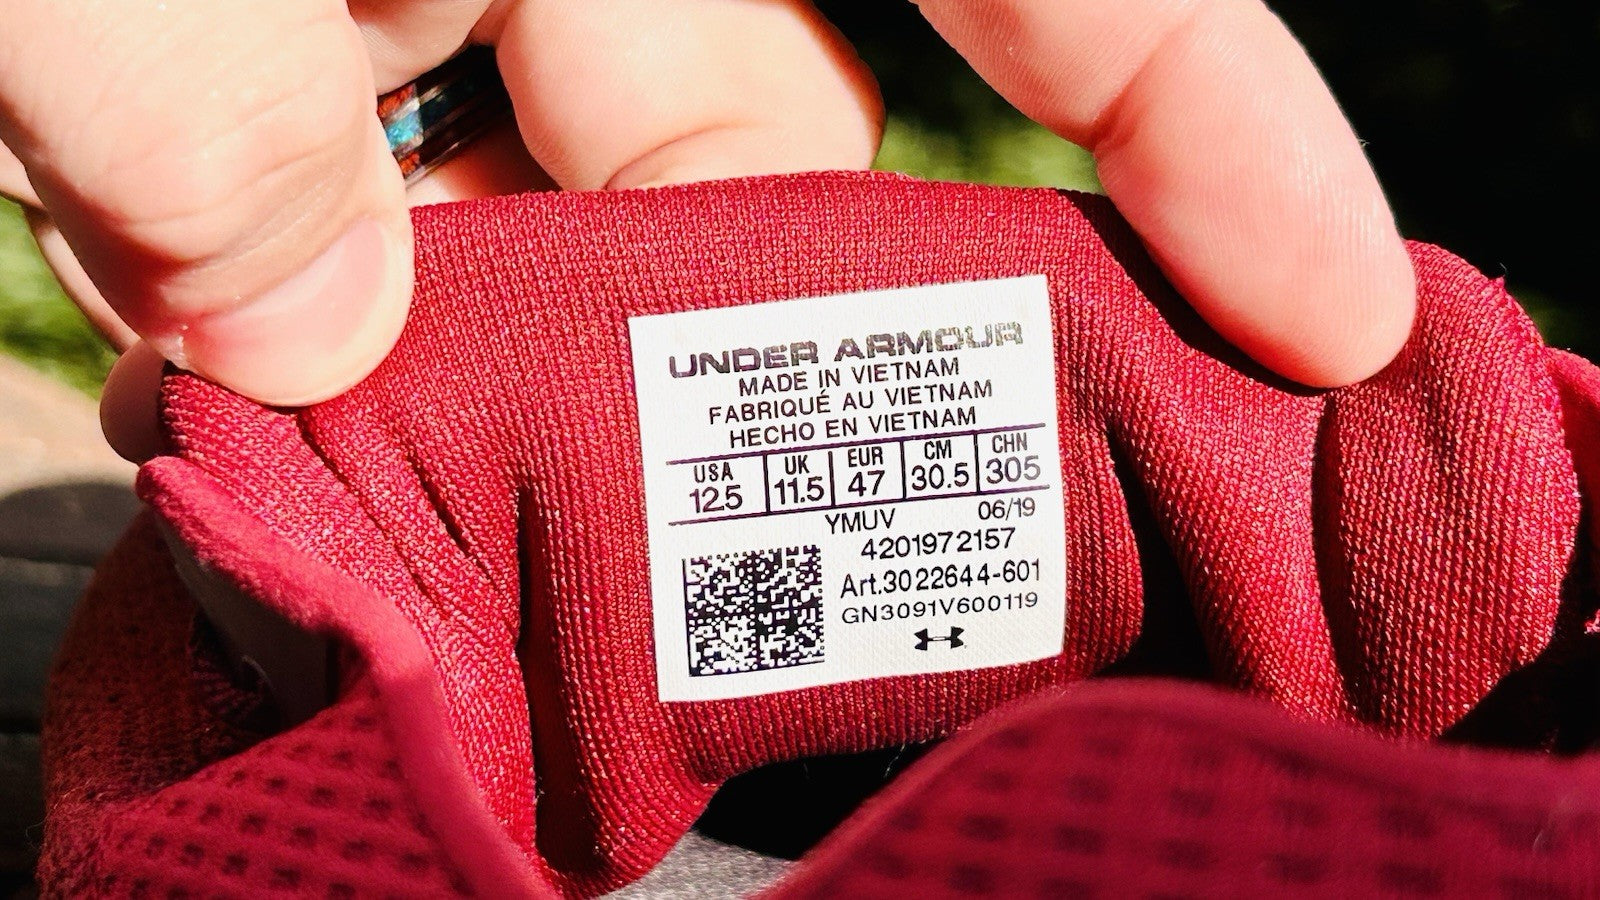 UNDER ARMOUR
MADE IN VIETNAM
FABRIQUÉ AU VIETNAM
HECHO EN VIETNAM
USA UK EUR CM CHN
12.5 11.5 47 30.5 305
YMUV 06/19
4201972157
Art.3022644-601
GN3091V600119